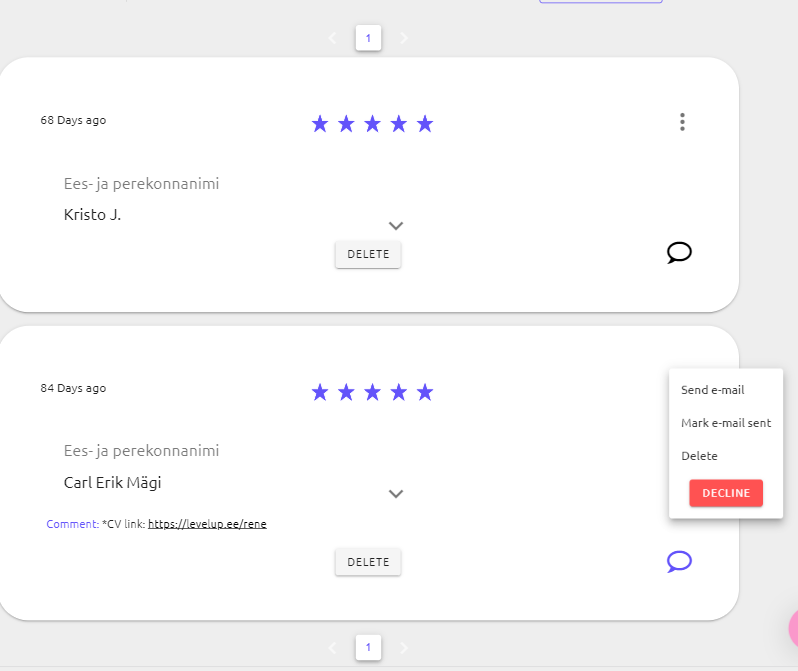 1
68 Days ago
Ees- ja perekonnanimi
Kristo J.
DELETE
84 Days ago
Send e-mail
Mark e-mail sent
Delete
DECLINE
Ees- ja perekonnanimi
Carl Erik Mägi
Comment: *CV link: https://levelup.ee/rene
DELETE
1